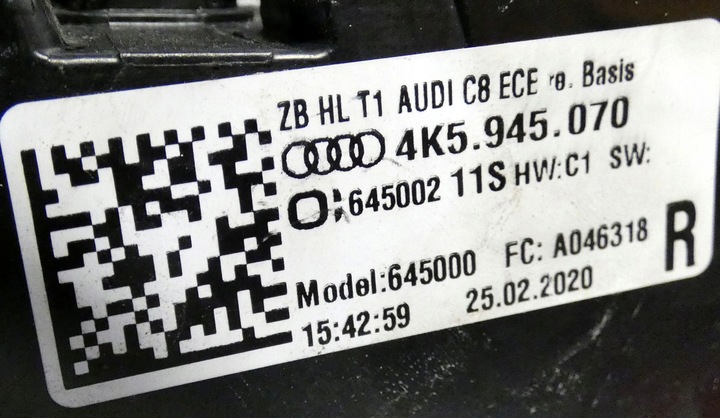 ZB HL T1 AUDI C8 ECE re. Basis
4K5.945.070
645002 11S HW:C1 SW:
Model:645000 FC: A046318
R
15:42:59 25.02.2020